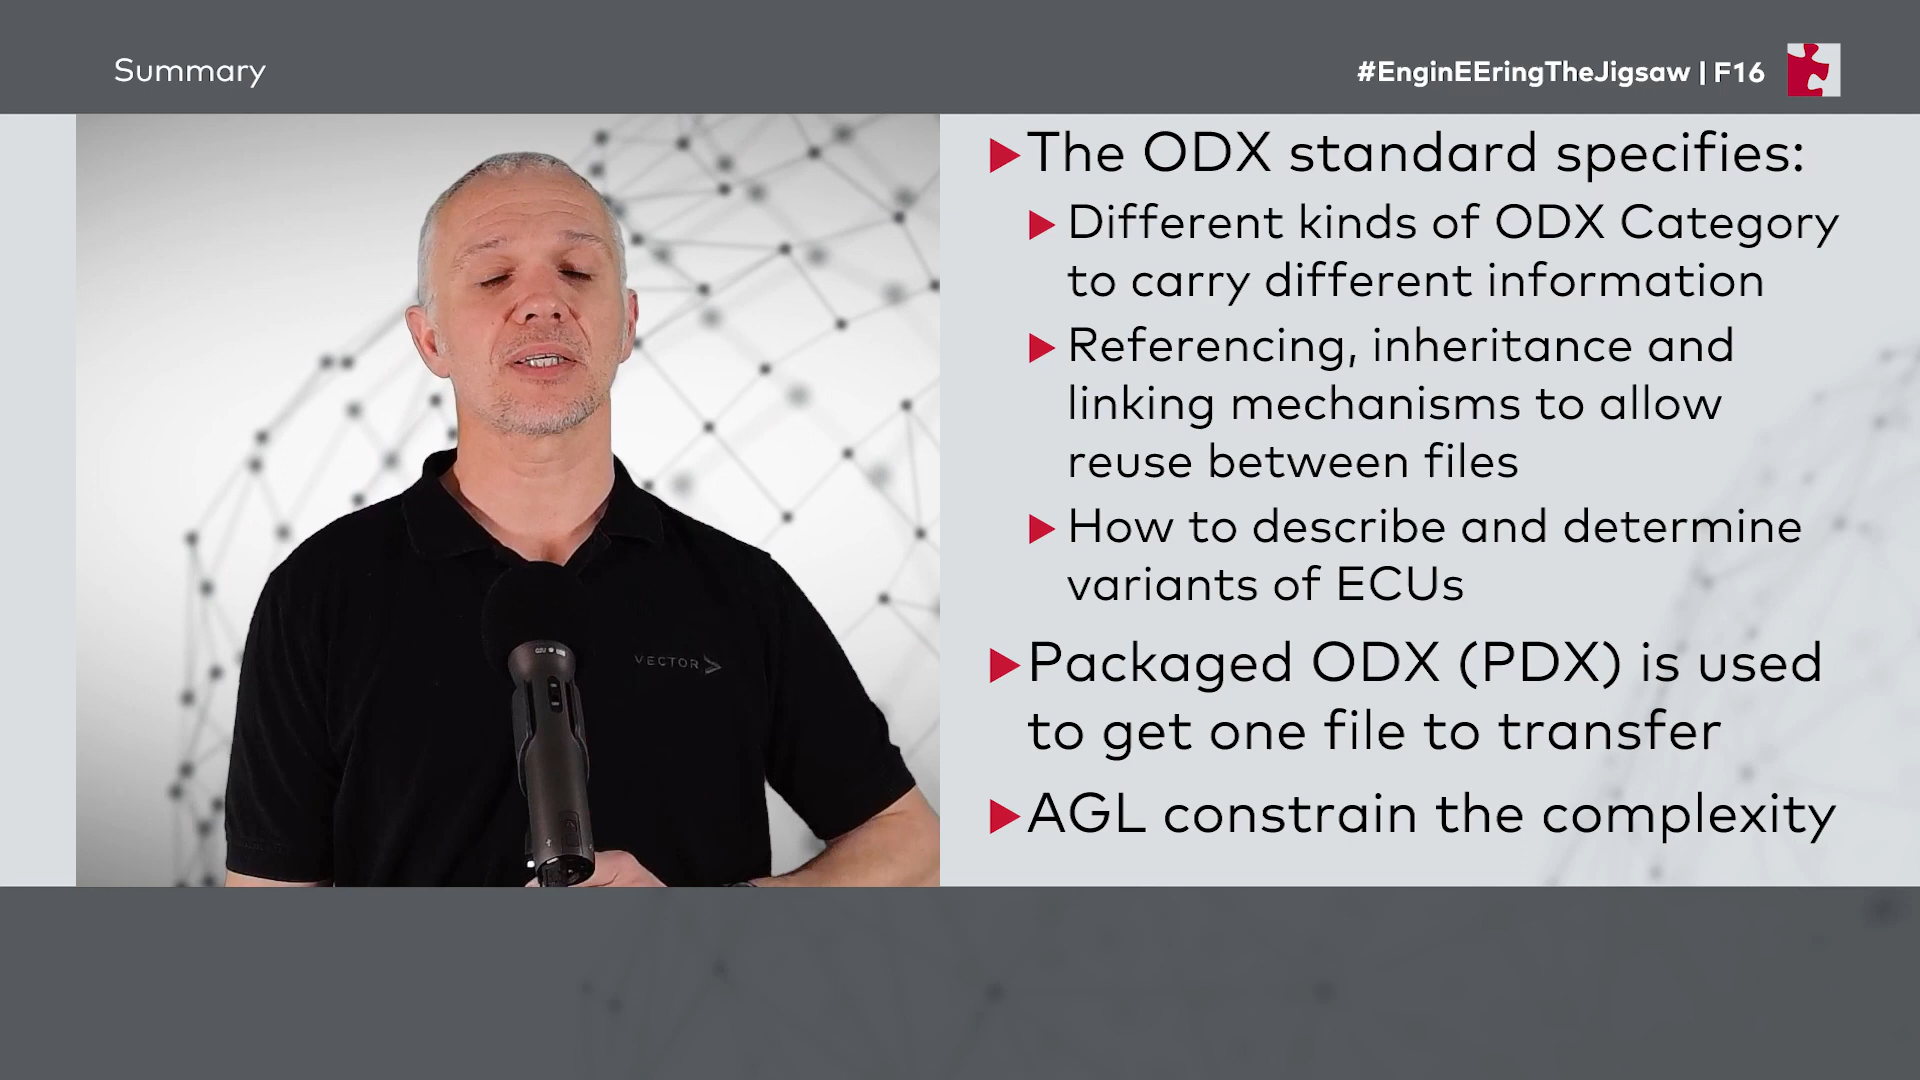 Summary
#EnginEEringTheJigsaw | F16
The ODX standard specifies:
Different kinds of ODX Category
to carry different information
Referencing, inheritance and
linking mechanisms to allow
reuse between files
How to describe and determine
variants of ECUs
Packaged ODX (PDX) is used
to get one file to transfer
AGL constrain the complexity
VECTOR